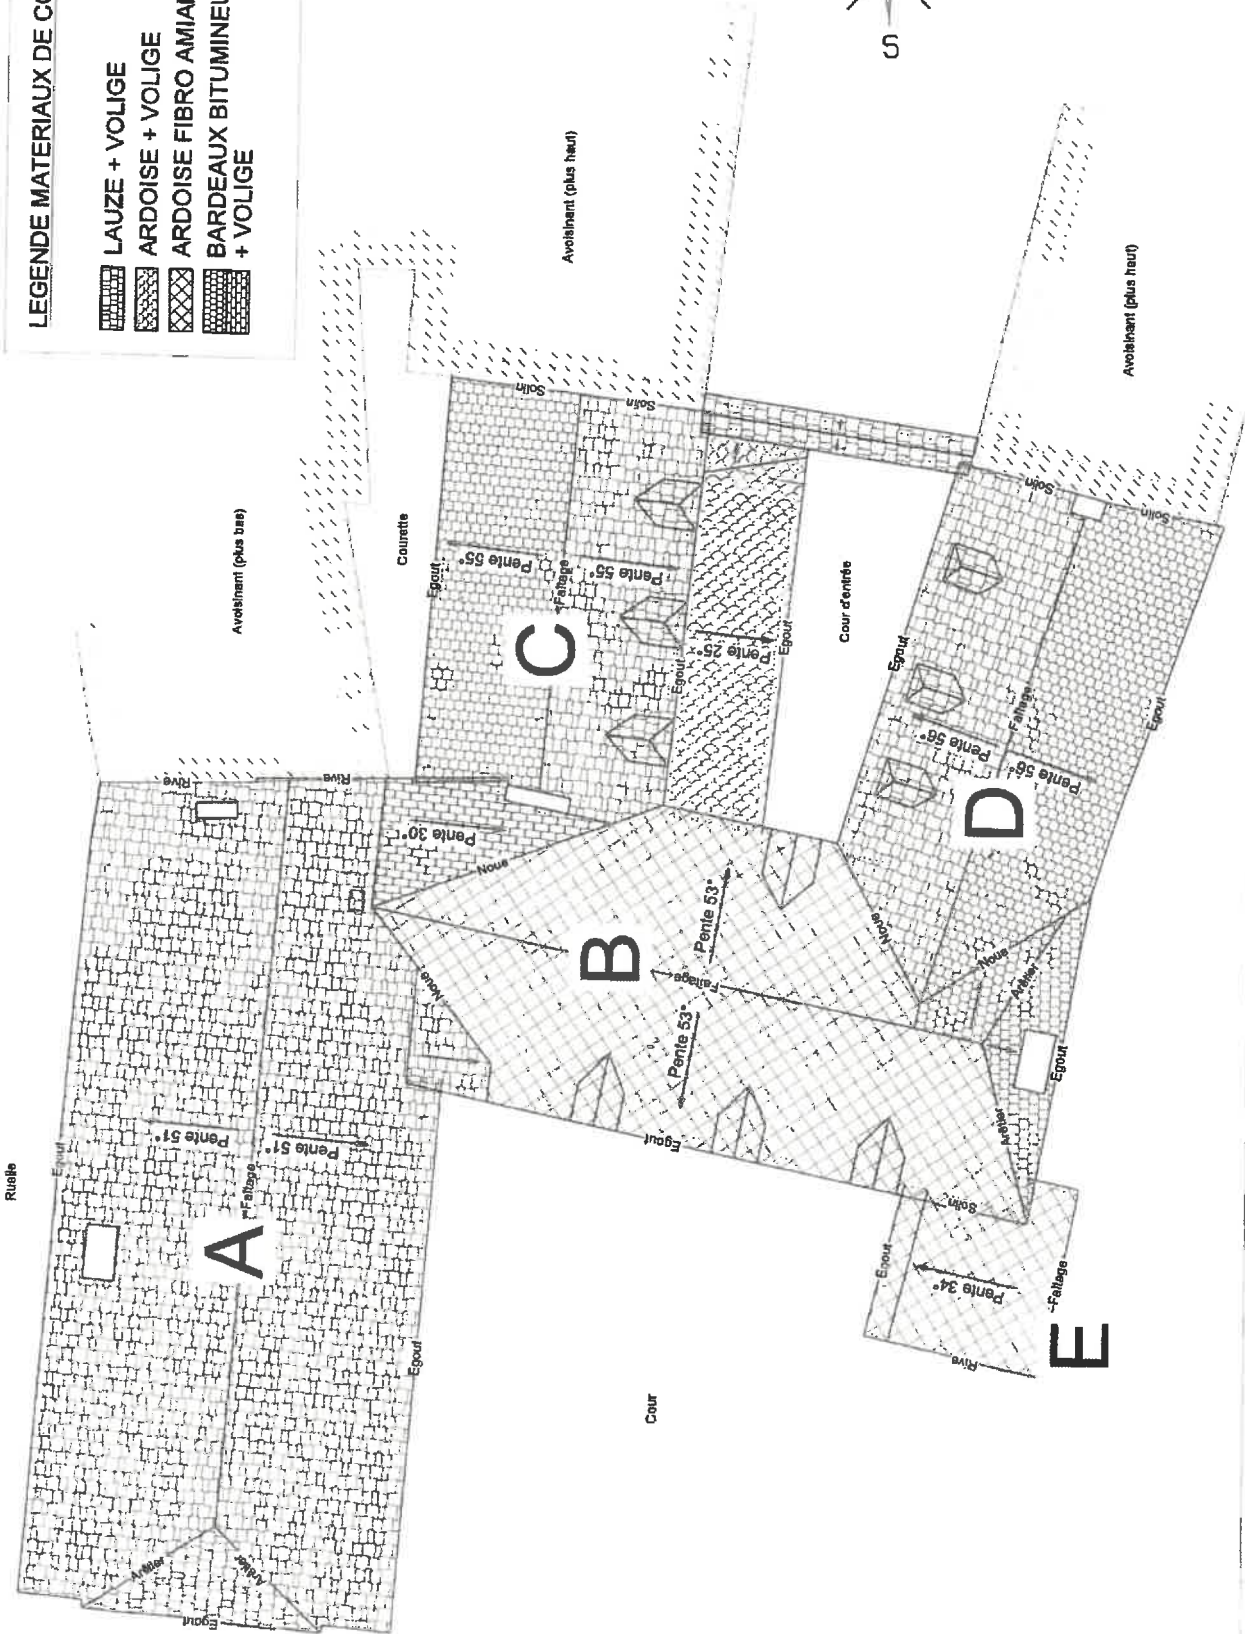 LEGENDE MATERIAUX DE
LAUZE + VOLIGE
ARDOISE + VOLIGE
ARDOISE FIBRO
BARDEAUX
+ VOLIGE
S
Avoisinant (plus haut)
Avoisinant (plus haut)
Avoisinant (plus bas)
Courette
Cour d'entrée
Cour
Ruelle
A
Egout
Pente 51°
Faîtage
Pente 51°
Egout
Rive
Rive
Arêtier
Arêtier
Egout
B
Noue
Noue
Pente 30°
Pente 53°
Faîtage
Pente 53°
Egout
Noue
C
Egout
Pente 55°
Faîtage
Pente 55°
Egout
Solin
Solin
Pente 25°
Egout
D
Egout
Pente 56°
Faîtage
Pente 56°
Egout
Solin
Solin
Noue
Arêtier
Arêtier
Egout
E
Solin
Egout
Pente 34°
Faîtage
Rive